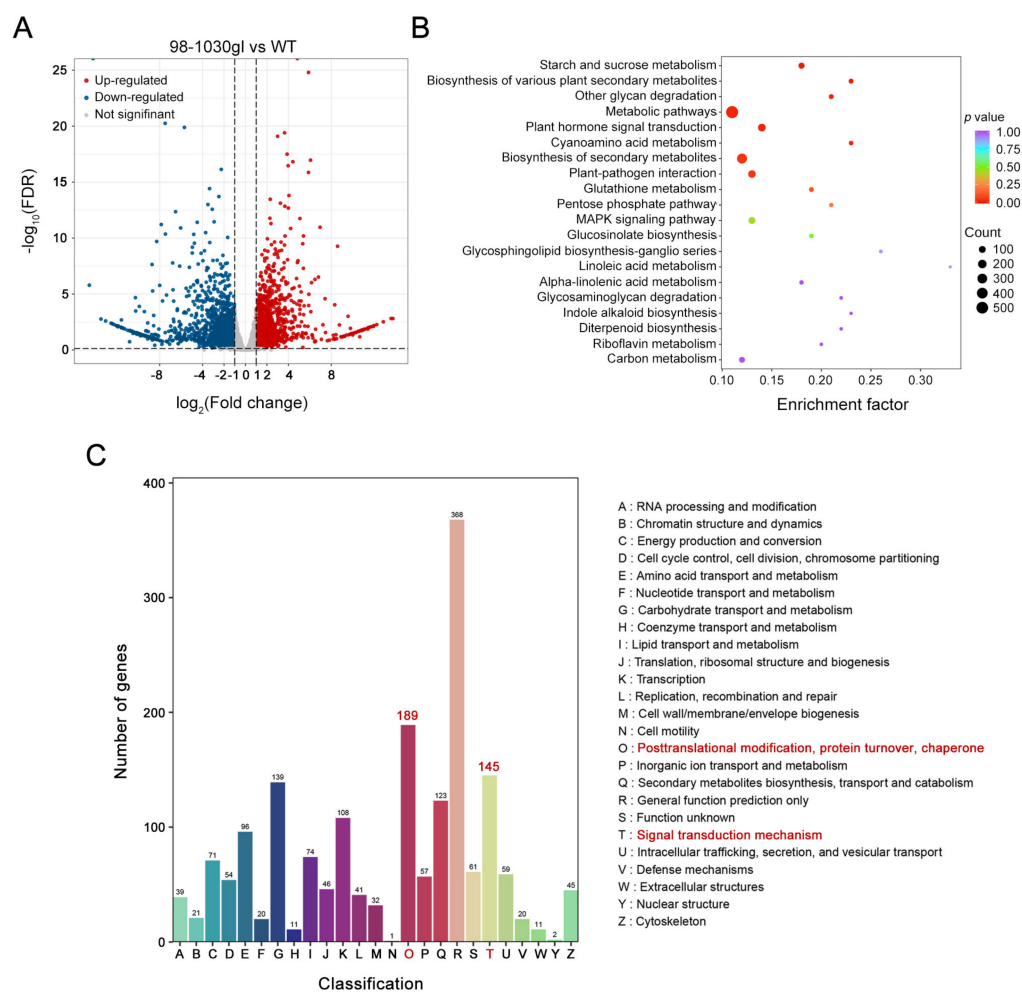 A
98-1030gl vs WT
Up-regulated
Down-regulated
Not signifinant
25
20
15
10
5
0
-log10(FDR)
-8
-4
-2
-1
0
1
2
4
8
log2(Fold change)
B
Starch and sucrose metabolism
Biosynthesis of various plant secondary metabolites
Other glycan degradation
Metabolic pathways
Plant hormone signal transduction
Cyanoamino acid metabolism
Biosynthesis of secondary metabolites
Plant-pathogen interaction
Glutathione metabolism
Pentose phosphate pathway
MAPK signaling pathway
Glucosinolate biosynthesis
Glycosphingolipid biosynthesis-ganglio series
Linoleic acid metabolism
Alpha-linolenic acid metabolism
Glycosaminoglycan degradation
Indole alkaloid biosynthesis
Diterpenoid biosynthesis
Riboflavin metabolism
Carbon metabolism
0.10
0.15
0.20
0.25
0.30
Enrichment factor
p value
1.00
0.75
0.50
0.25
0.00
Count
100
200
300
400
500
C
400
300
200
100
0
Number of genes
39
21
71
54
96
20
139
11
74
46
108
41
32
1
189
57
123
368
61
145
59
20
11
2
45
A B C D E F G H I J K L M N O P Q R S T U V W Y Z
Classification
A : RNA processing and modification
B : Chromatin structure and dynamics
C : Energy production and conversion
D : Cell cycle control, cell division, chromosome partitioning
E : Amino acid transport and metabolism
F : Nucleotide transport and metabolism
G : Carbohydrate transport and metabolism
H : Coenzyme transport and metabolism
I : Lipid transport and metabolism
J : Translation, ribosomal structure and biogenesis
K : Transcription
L : Replication, recombination and repair
M : Cell wall/membrane/envelope biogenesis
N : Cell motility
O : Posttranslational modification, protein turnover, chaperone
P : Inorganic ion transport and metabolism
Q : Secondary metabolites biosynthesis, transport and catabolism
R : General function prediction only
S : Function unknown
T : Signal transduction mechanism
U : Intracellular trafficking, secretion, and vesicular transport
V : Defense mechanisms
W : Extracellular structures
Y : Nuclear structure
Z : Cytoskeleton